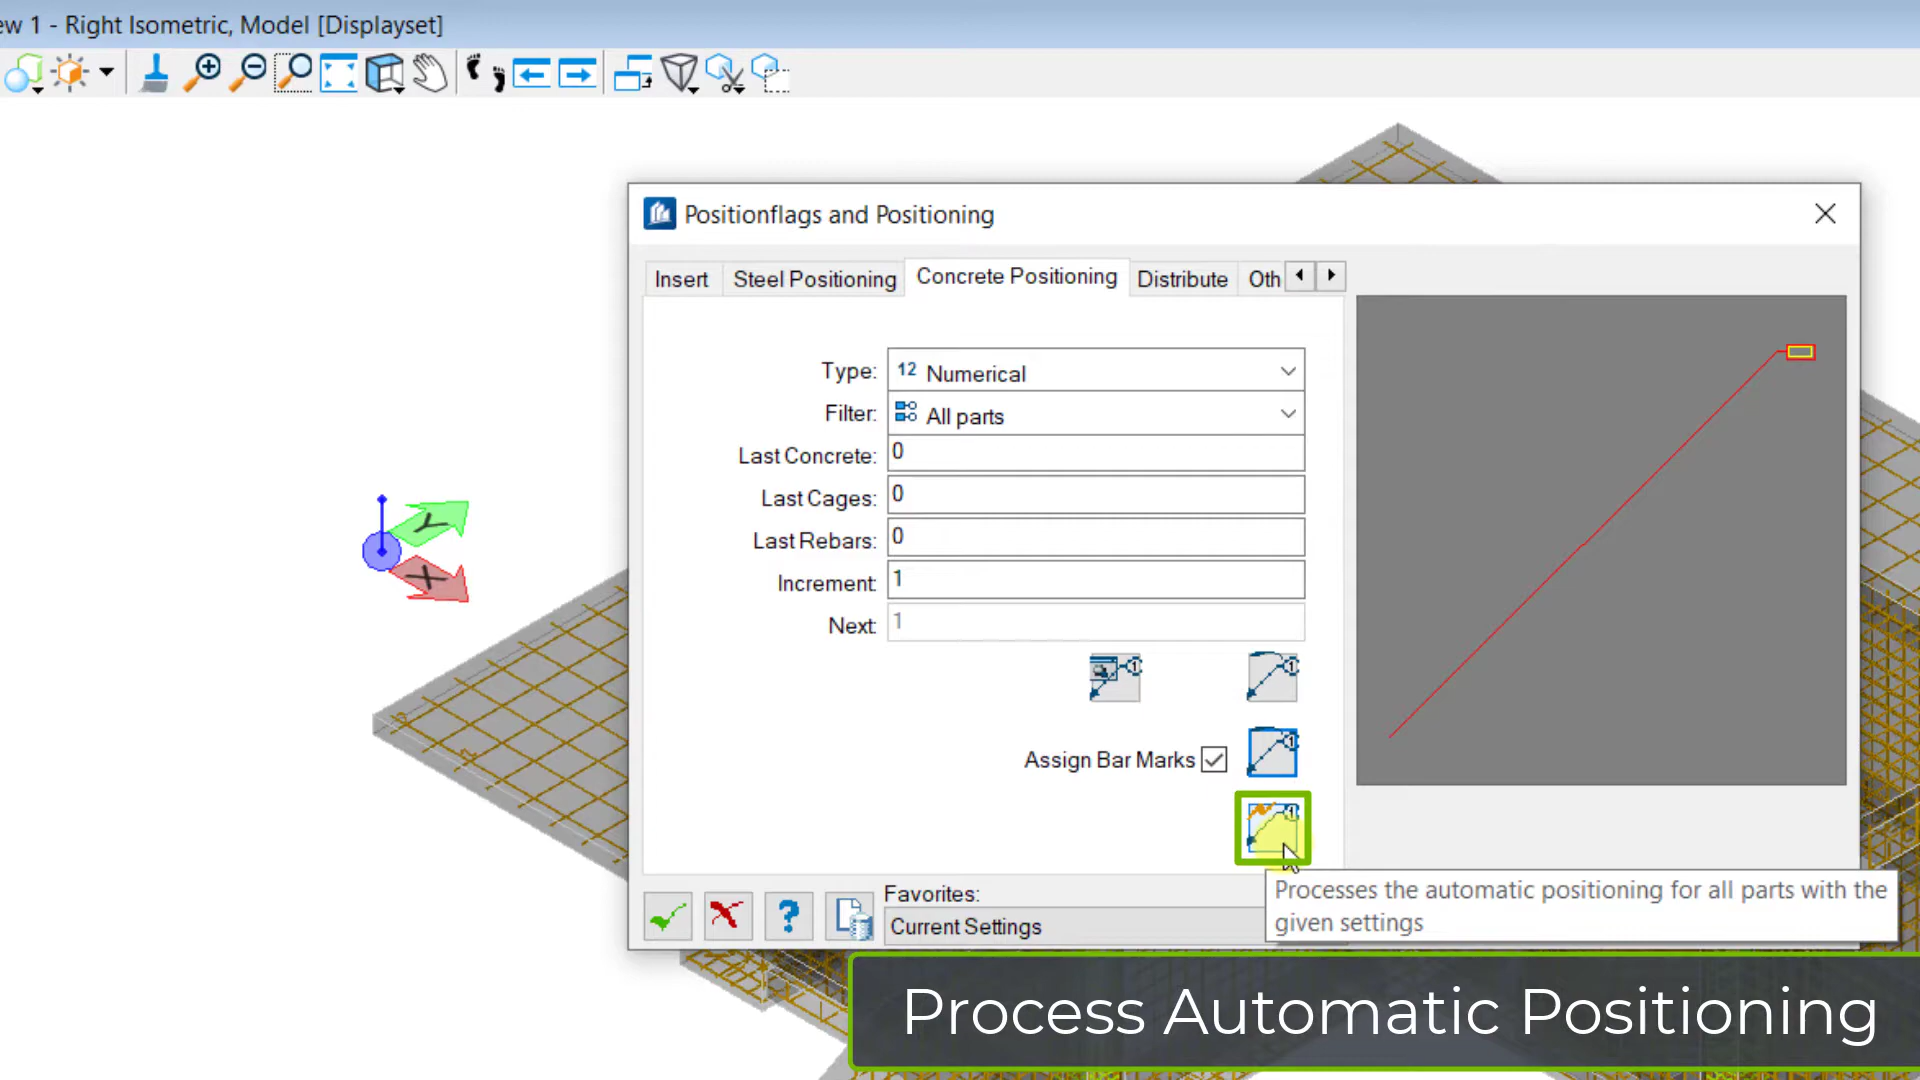 ew 1 - Right Isometric, Model [Displayset]
Positionflags and Positioning
Insert
Steel Positioning
Concrete Positioning
Distribute
Oth
Type: 12 Numerical
Filter: All parts
Last Concrete: 0
Last Cages: 0
Last Rebars: 0
Increment: 1
Next: 1
Assign Bar Marks
Favorites:
Current Settings
Processes the automatic positioning for all parts with the
given settings
Process Automatic Positioning
Y
X